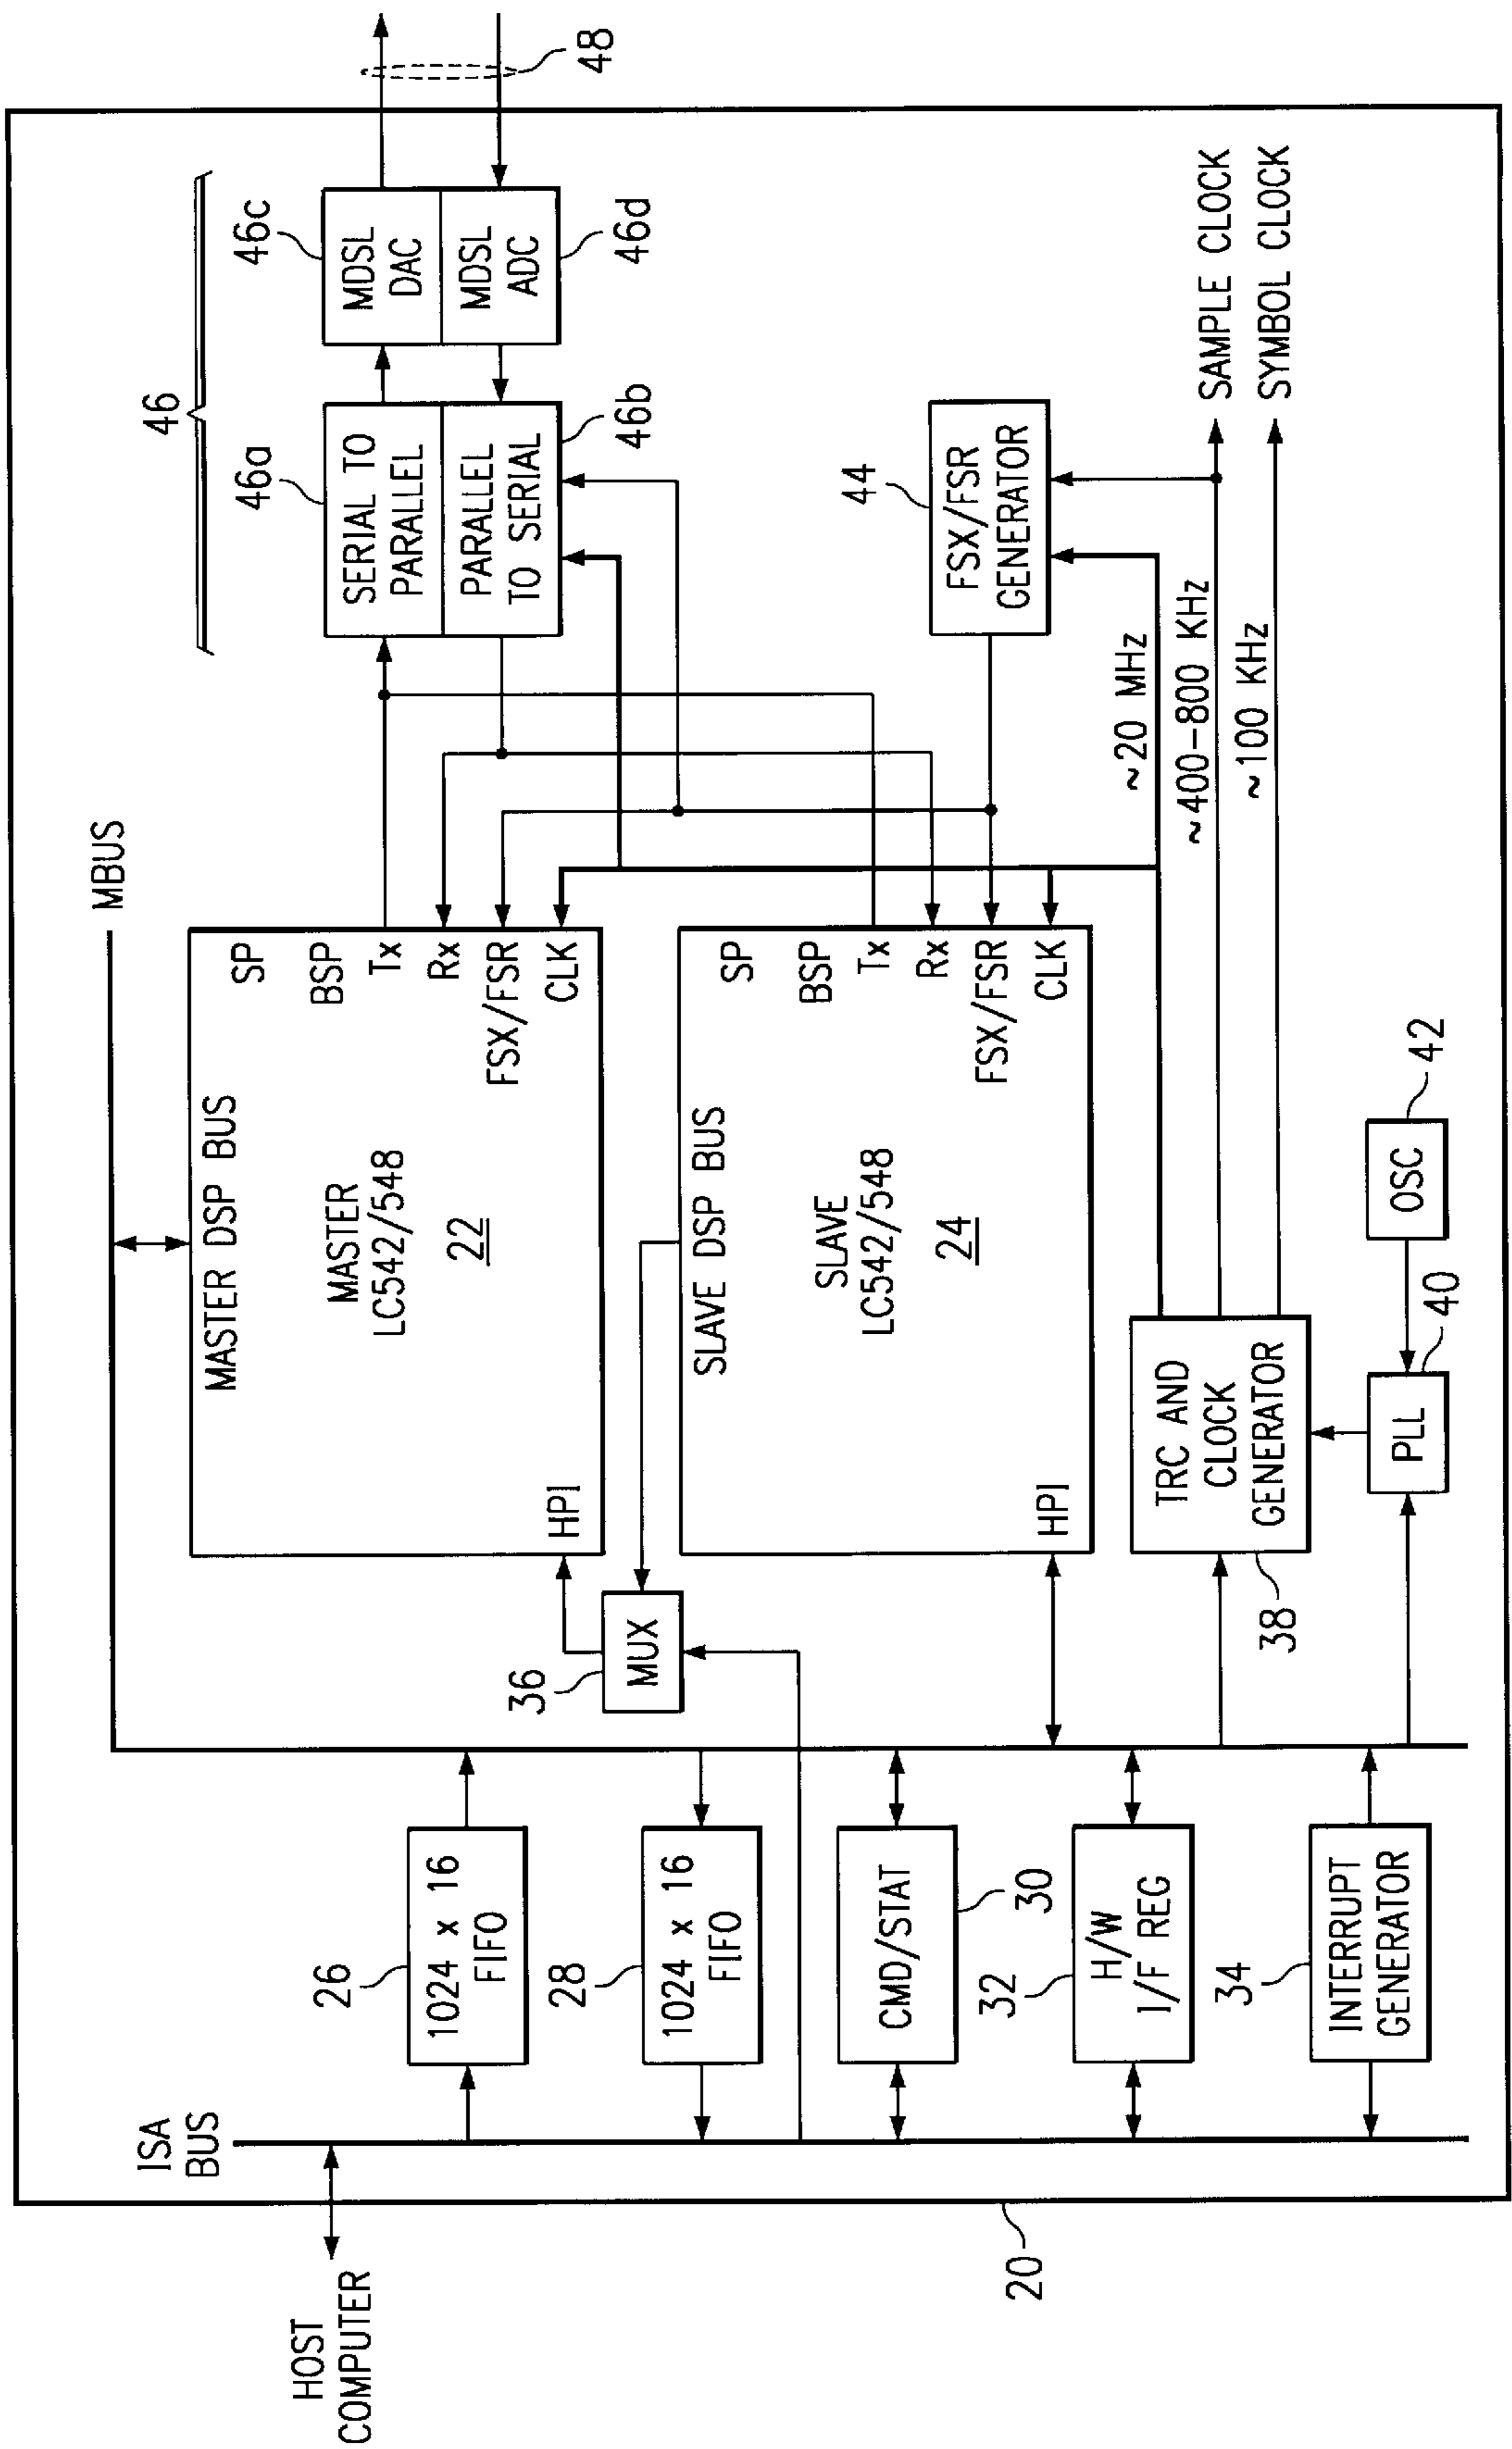 HOST
COMPUTER
20
ISA
BUS
26
1024 x 16
FIFO
28
1024 x 16
FIFO
CMD/STAT
30
32
H/W
I/F REG
34
INTERRUPT
GENERATOR
MBUS
36
MUX
MASTER DSP BUS
MASTER
LC542/548
22
HPI
SP
BSP
Tx
Rx
FSX/FSR
CLK
SLAVE DSP BUS
SLAVE
LC542/548
24
HPI
SP
BSP
Tx
Rx
FSX/FSR
CLK
TRC AND
CLOCK
GENERATOR
38
PLL
40
OSC
42
~20 MHz
~400-800 KHz
~100 KHz
44
FSX/FSR
GENERATOR
SAMPLE CLOCK
SYMBOL CLOCK
46
46a
SERIAL TO
PARALLEL
PARALLEL
TO SERIAL
46b
46c
MDSL
DAC
MDSL
ADC
46d
48